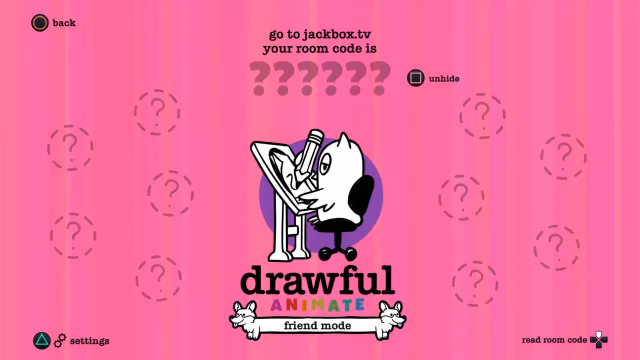 back
go to jackbox.tv
your room code is
??????
unhide
?
?
?
?
?
?
?
?
?
?
drawful
ANIMATE
friend mode
settings
read room code